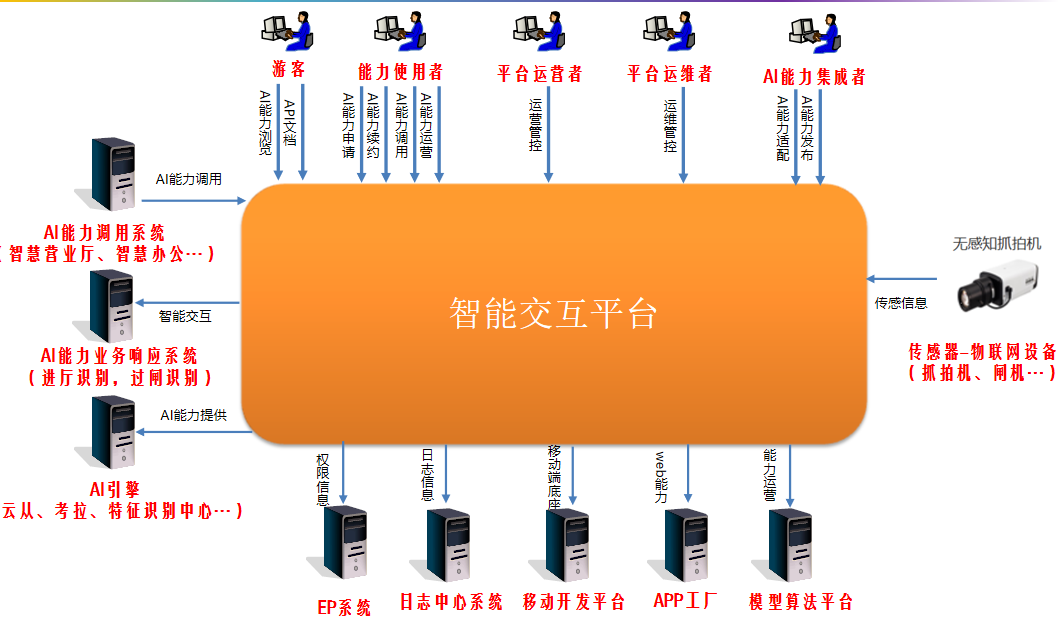 游客
能力使用者
平台运营者
平台运维者
AI能力集成者
AI能力浏览
API文档
AI能力申请
AI能力续约
AI能力调用
AI能力运营
运营管控
运维管控
AI能力适配
AI能力发布
AI能力调用
AI能力调用系统
（智慧营业厅、智慧办公…）
智能交互
AI能力业务响应系统
（进厅识别，过闸识别）
AI能力提供
AI引擎
云从、考拉、特征识别中心…）
智能交互平台
无感知抓拍机
传感信息
传感器–物联网设备
（抓拍机、闸机…）
权限信息
日志信息
移动端底座
web能力
能力运营
EP系统
日志中心系统
移动开发平台
APP工厂
模型算法平台